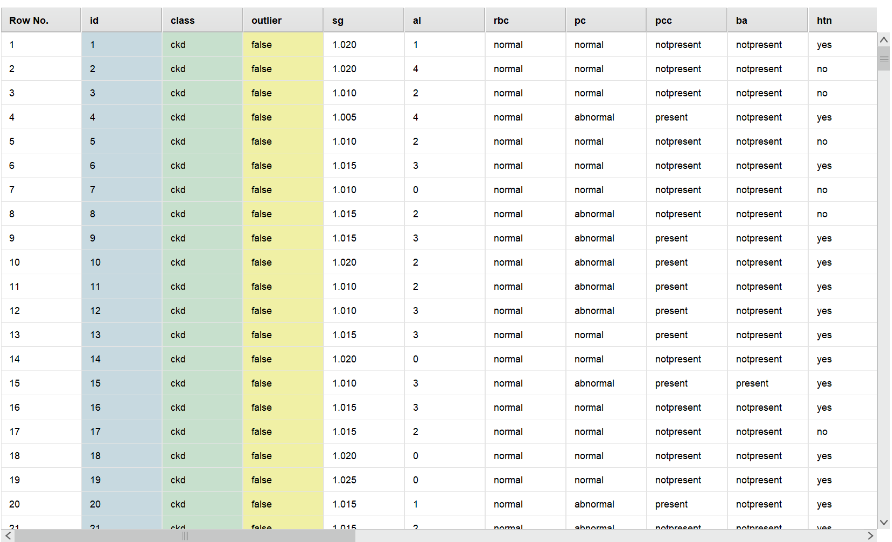 Row No. id class outlier sg al rbc pc pcc ba htn
1 1 ckd false 1.020 1 normal normal notpresent notpresent yes
2 2 ckd false 1.020 4 normal normal notpresent notpresent no
3 3 ckd false 1.010 2 normal normal notpresent notpresent no
4 4 ckd false 1.005 4 normal abnormal present notpresent yes
5 5 ckd false 1.010 2 normal normal notpresent notpresent no
6 6 ckd false 1.015 3 normal normal notpresent notpresent yes
7 7 ckd false 1.010 0 normal normal notpresent notpresent no
8 8 ckd false 1.015 2 normal abnormal notpresent notpresent no
9 9 ckd false 1.015 3 normal abnormal present notpresent yes
10 10 ckd false 1.020 2 normal abnormal present notpresent yes
11 11 ckd false 1.010 2 normal abnormal present notpresent yes
12 12 ckd false 1.010 3 normal abnormal present notpresent yes
13 13 ckd false 1.015 3 normal normal present notpresent yes
14 14 ckd false 1.020 0 normal normal notpresent notpresent yes
15 15 ckd false 1.010 3 normal abnormal present present yes
16 16 ckd false 1.015 3 normal normal notpresent notpresent yes
17 17 ckd false 1.015 2 normal normal notpresent notpresent no
18 18 ckd false 1.020 0 normal normal notpresent notpresent yes
19 19 ckd false 1.025 0 normal normal notpresent notpresent yes
20 20 ckd false 1.015 1 normal abnormal present notpresent yes
21 21 ckd false 1.015 2 normal abnormal notpresent notpresent yes